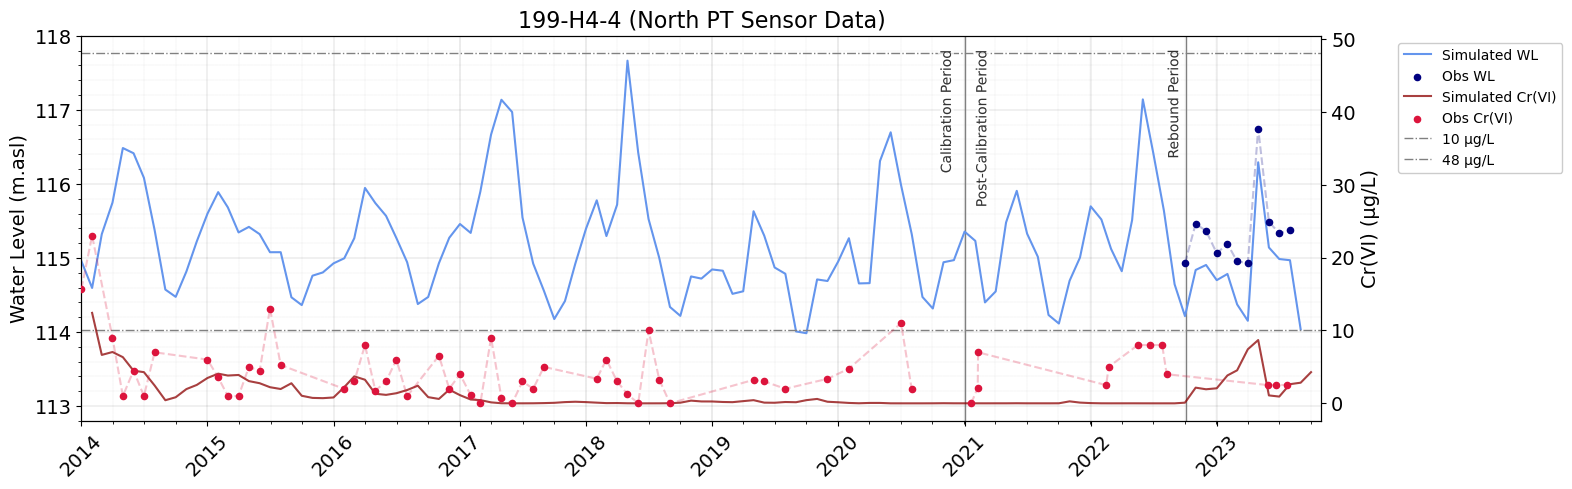 199-H4-4 (North PT Sensor Data)
Water Level (m.asl)
118
117
116
115
114
113
Calibration Period
Post-Calibration Period
Rebound Period
50
40
30
20
10
0
Cr(VI) (µg/L)
2014
2015
2016
2017
2018
2019
2020
2021
2022
2023
Simulated WL
Obs WL
Simulated Cr(VI)
Obs Cr(VI)
10 µg/L
48 µg/L